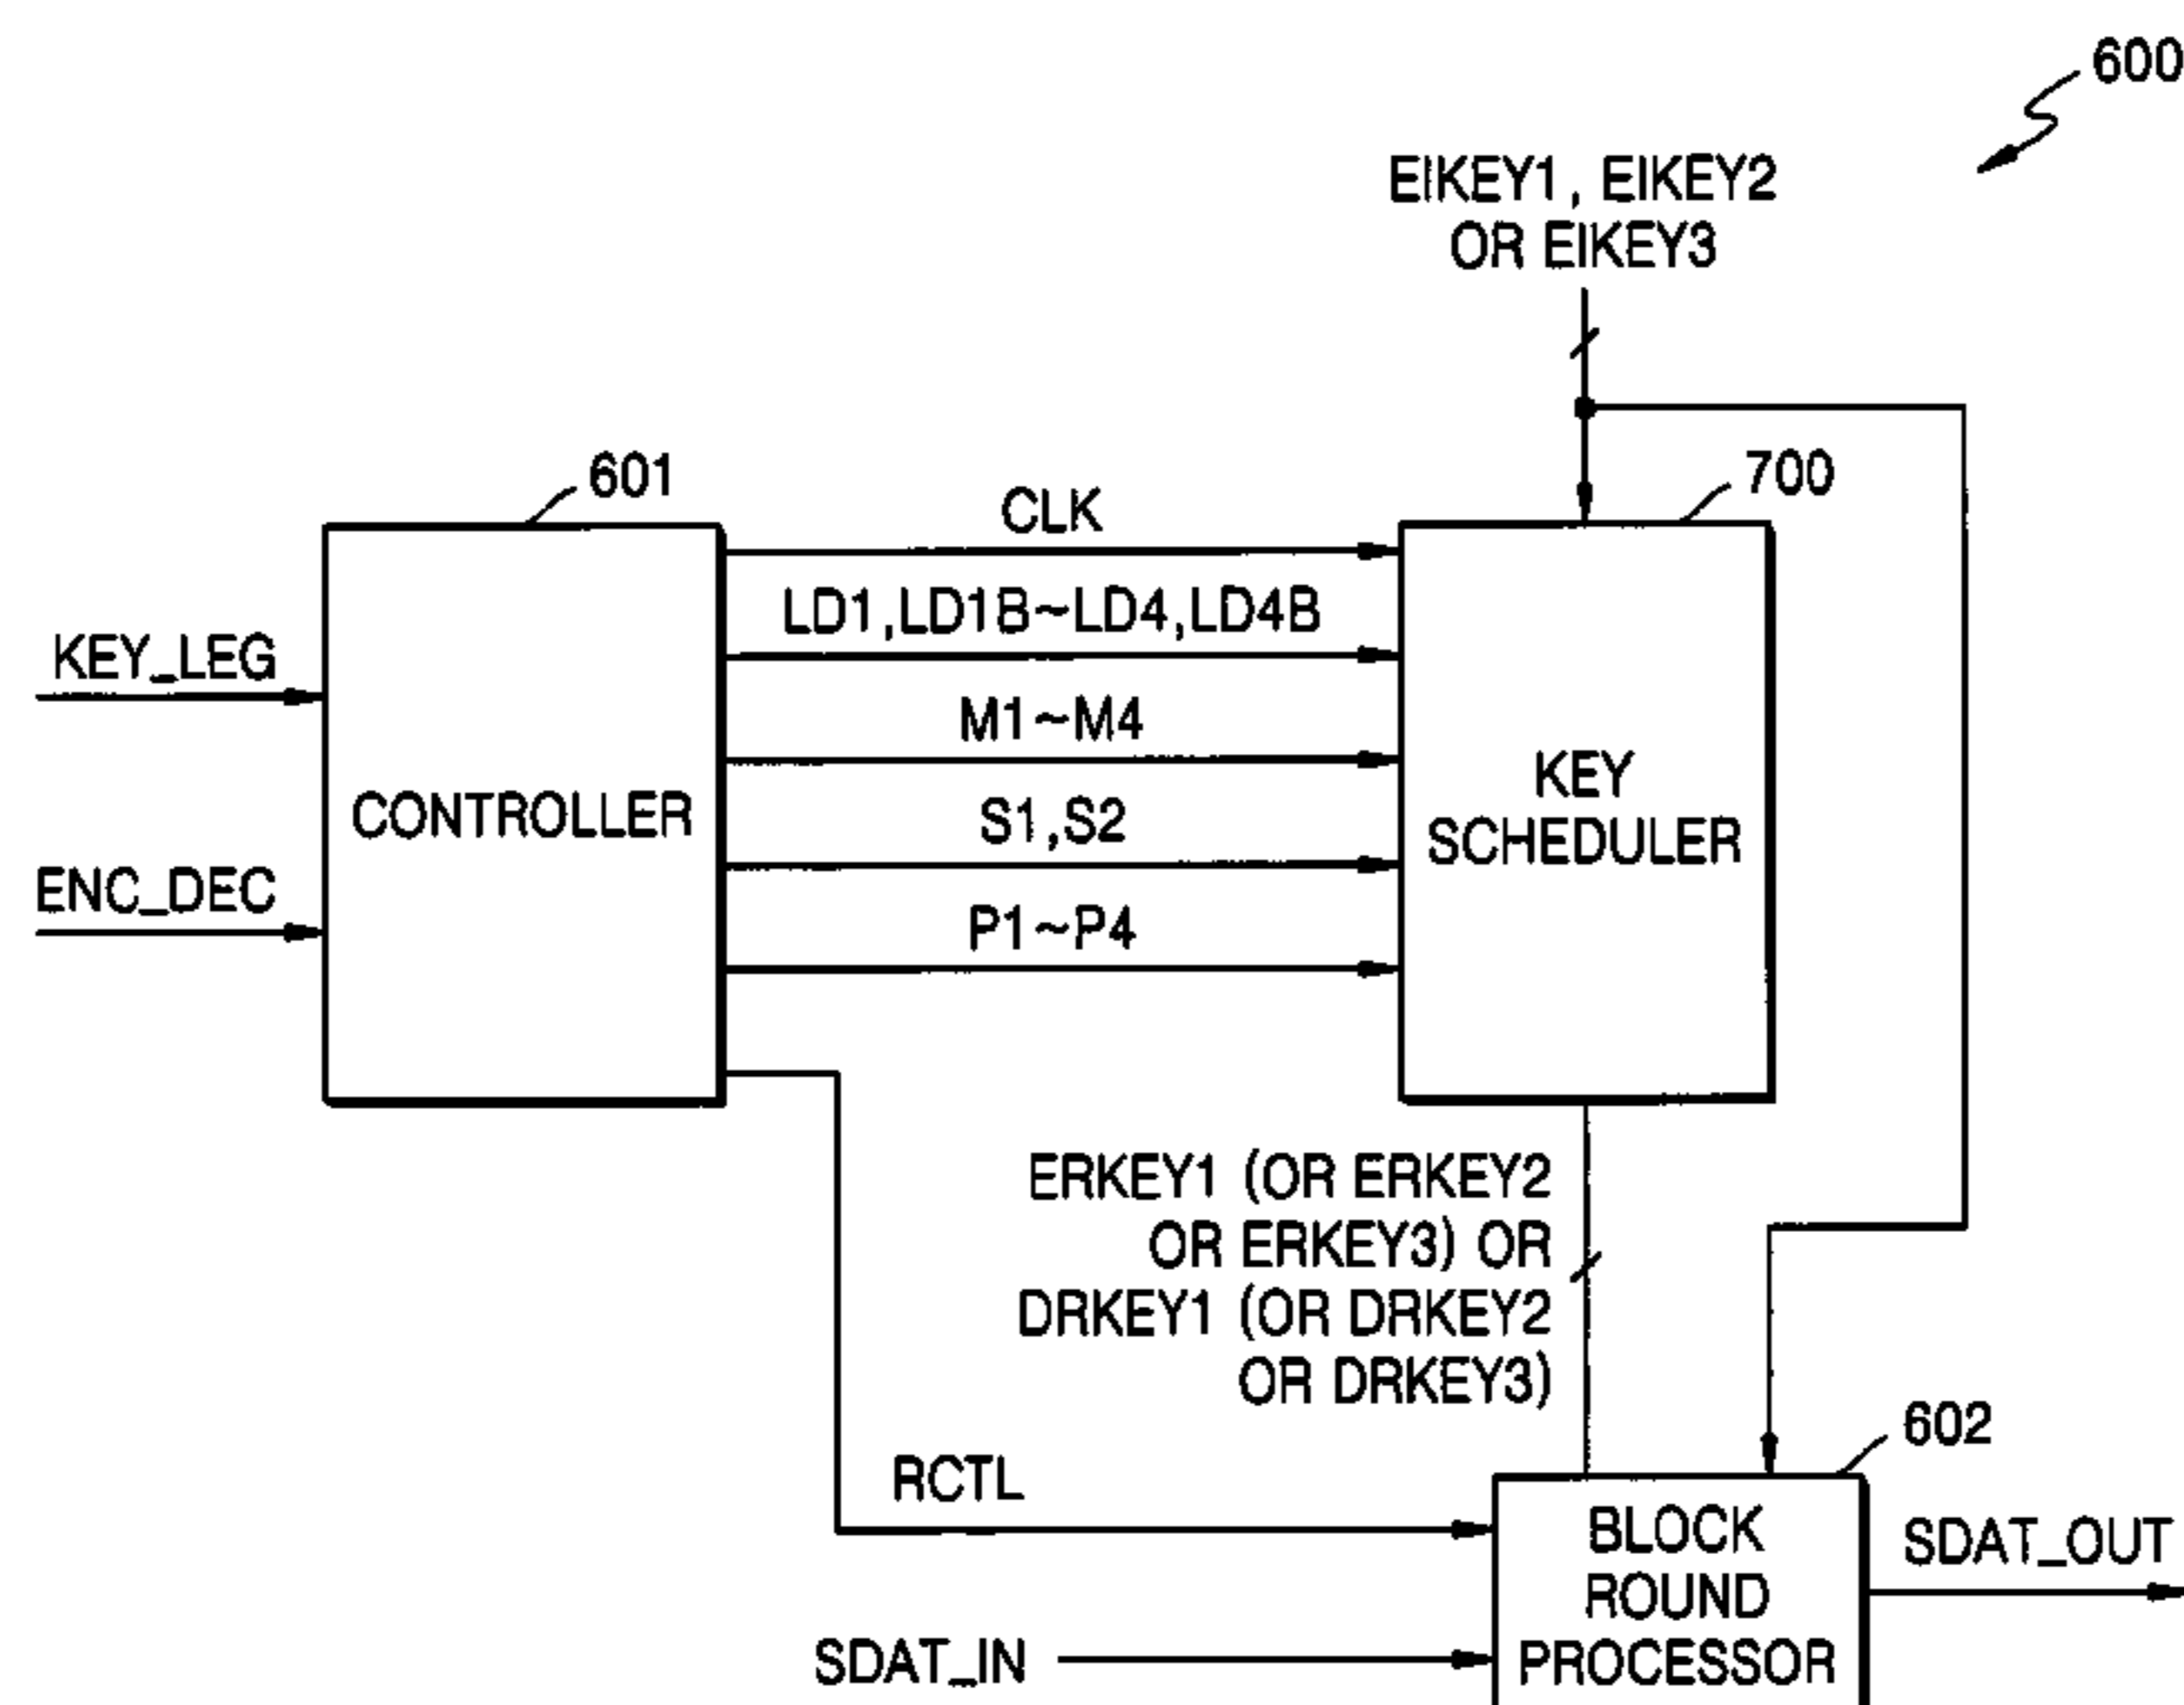 600
EIKEY1, EIKEY2
OR EIKEY3
601
700
CLK
LD1,LD1B~LD4,LD4B
KEY_LEG
M1~M4
KEY
SCHEDULER
CONTROLLER
S1,S2
ENC_DEC
P1~P4
ERKEY1 (OR ERKEY2
OR ERKEY3) OR
DRKEY1 (OR DRKEY2
OR DRKEY3)
602
RCTL
BLOCK
ROUND
PROCESSOR
SDAT_OUT
SDAT_IN